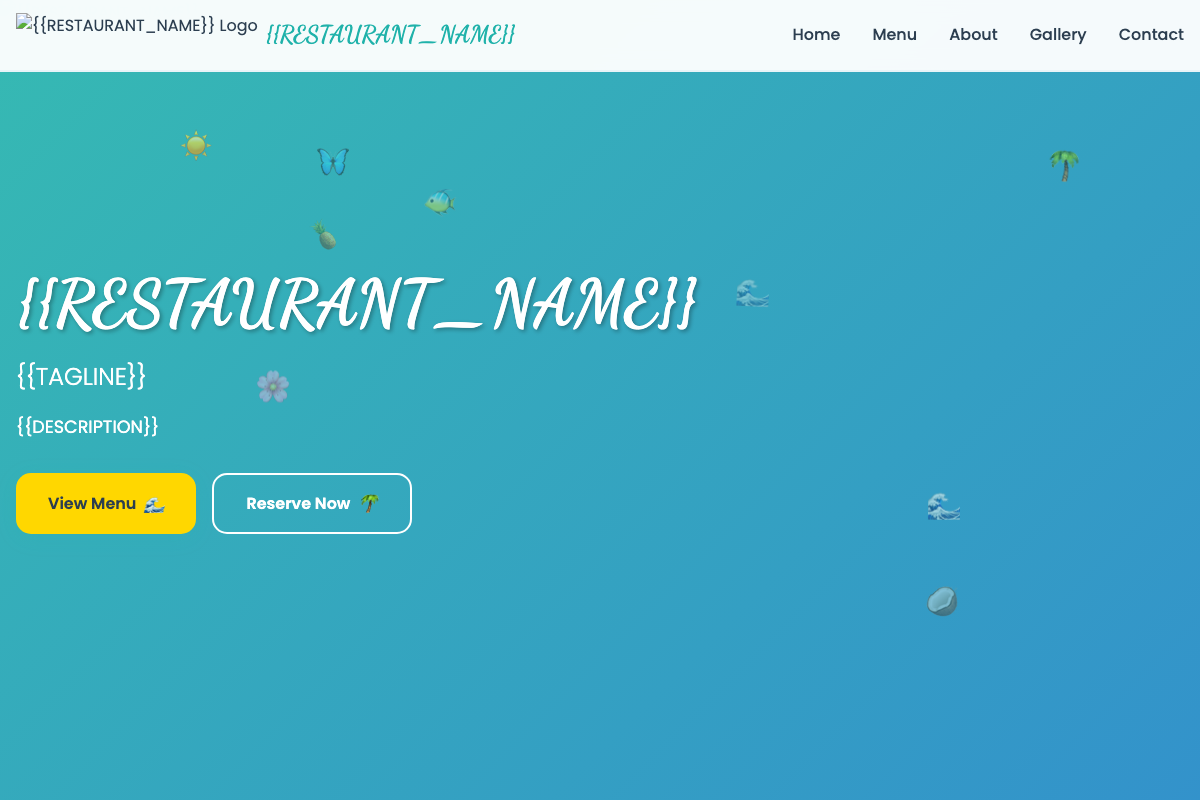 {{RESTAURANT_NAME}} Logo {{RESTAURANT_NAME}} Home Menu About Gallery Contact
{{RESTAURANT_NAME}}
{{TAGLINE}}
{{DESCRIPTION}}
View Menu 🌊 Reserve Now 🌴